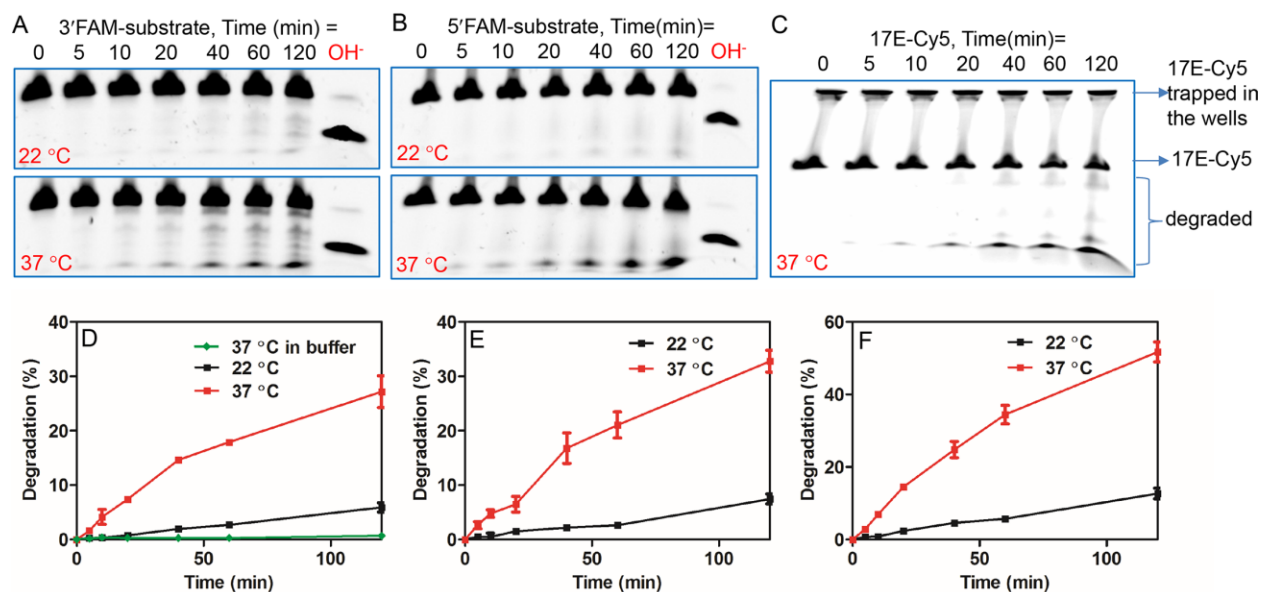 A
3′FAM-substrate, Time (min) =
0 5 10 20 40 60 120 OH⁻
22 °C
37 °C
B
5′FAM-substrate, Time(min)=
0 5 10 20 40 60 120 OH⁻
22 °C
37 °C
C
17E-Cy5, Time(min)=
0 5 10 20 40 60 120
17E-Cy5
trapped in
the wells
17E-Cy5
degraded
37 °C
D
37 °C in buffer
22 °C
37 °C
Degradation (%)
40
30
20
10
0
0 50 100
Time (min)
E
22 °C
37 °C
Degradation (%)
40
30
20
10
0
0 50 100
Time (min)
F
22 °C
37 °C
Degradation (%)
60
40
20
0
0 50 100
Time (min)